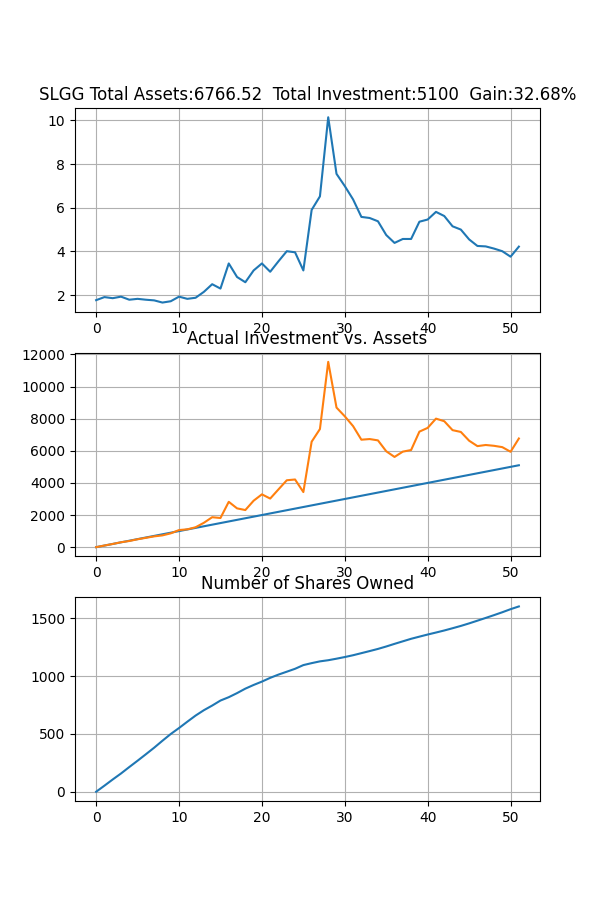 SLGG Total Assets:6766.52  Total Investment:5100  Gain:32.68%
10
8
6
4
2
0 10 20 30 40 50
Actual Investment vs. Assets
12000
10000
8000
6000
4000
2000
0
0 10 20 30 40 50
Number of Shares Owned
1500
1000
500
0
0 10 20 30 40 50